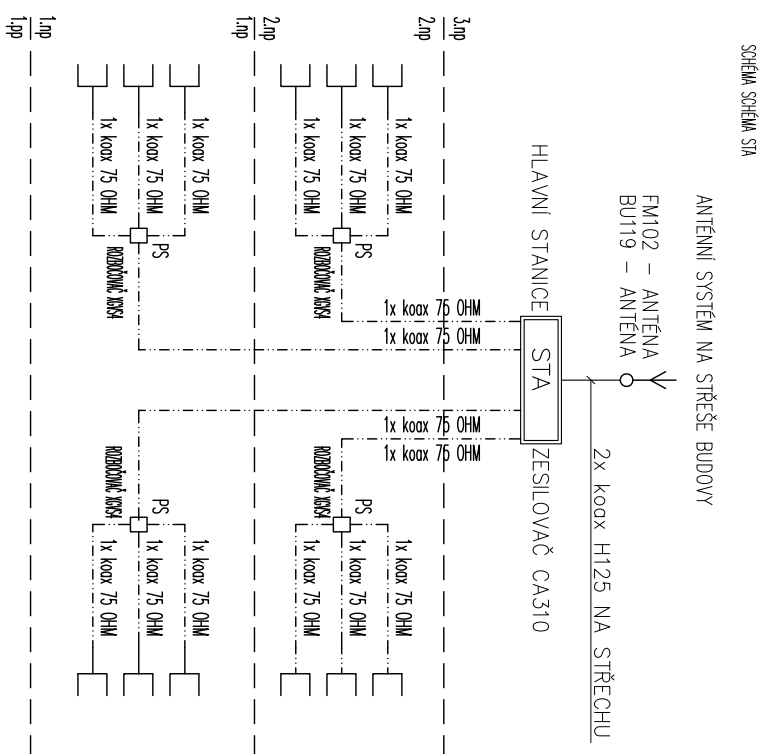 SCHÉMA SCHÉMA STA
ANTÉNNÍ SYSTÉM NA STŘEŠE BUDOVY
FM102 - ANTÉNA
BU119 - ANTÉNA
2x koax H125 NA STŘECHU
HLAVNÍ STANICE
STA
ZESILOVAČ CA310
3.np
2.np
1x koax 75 OHM
1x koax 75 OHM
1x koax 75 OHM
1x koax 75 OHM
1x koax 75 OHM
1x koax 75 OHM
1x koax 75 OHM
PS
ROZBOČOVAČ
PS
ROZBOČOVAČ
1x koax 75 OHM
1x koax 75 OHM
1x koax 75 OHM
2.np
1.np
1x koax 75 OHM
1x koax 75 OHM
1x koax 75 OHM
PS
ROZBOČOVAČ
PS
ROZBOČOVAČ
1x koax 75 OHM
1x koax 75 OHM
1x koax 75 OHM
1.np
1.pp